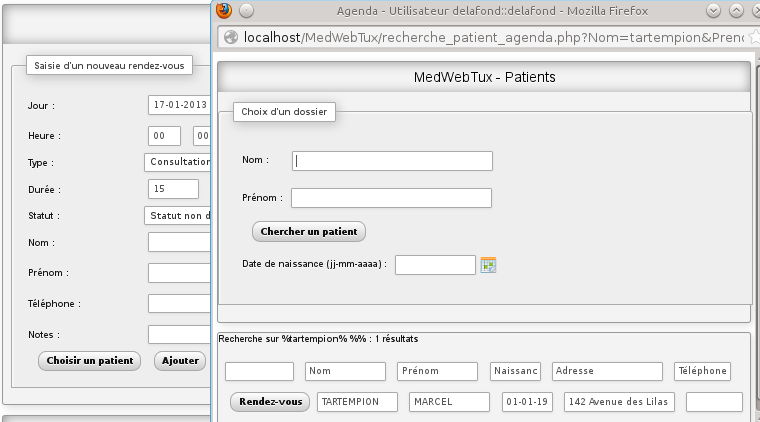 Agenda - Utilisateur delafond::delafond - Mozilla Firefox
localhost/MedWebTux/recherche_patient_agenda.php?Nom=tartempion&Pren
Saisie d'un nouveau rendez-vous
Jour : 17-01-2013
Heure : 00 00
Type : Consultation
Durée : 15
Statut : Statut non d
Nom :
Prénom :
Téléphone :
Notes :
Choisir un patient Ajouter
MedWebTux - Patients
Choix d'un dossier
Nom :
Prénom :
Chercher un patient
Date de naissance (jj-mm-aaaa) :
Recherche sur %tartempion% %% : 1 résultats
Nom Prénom Naissanc Adresse Téléphone
Rendez-vous TARTEMPION MARCEL 01-01-19 142 Avenue des Lilas